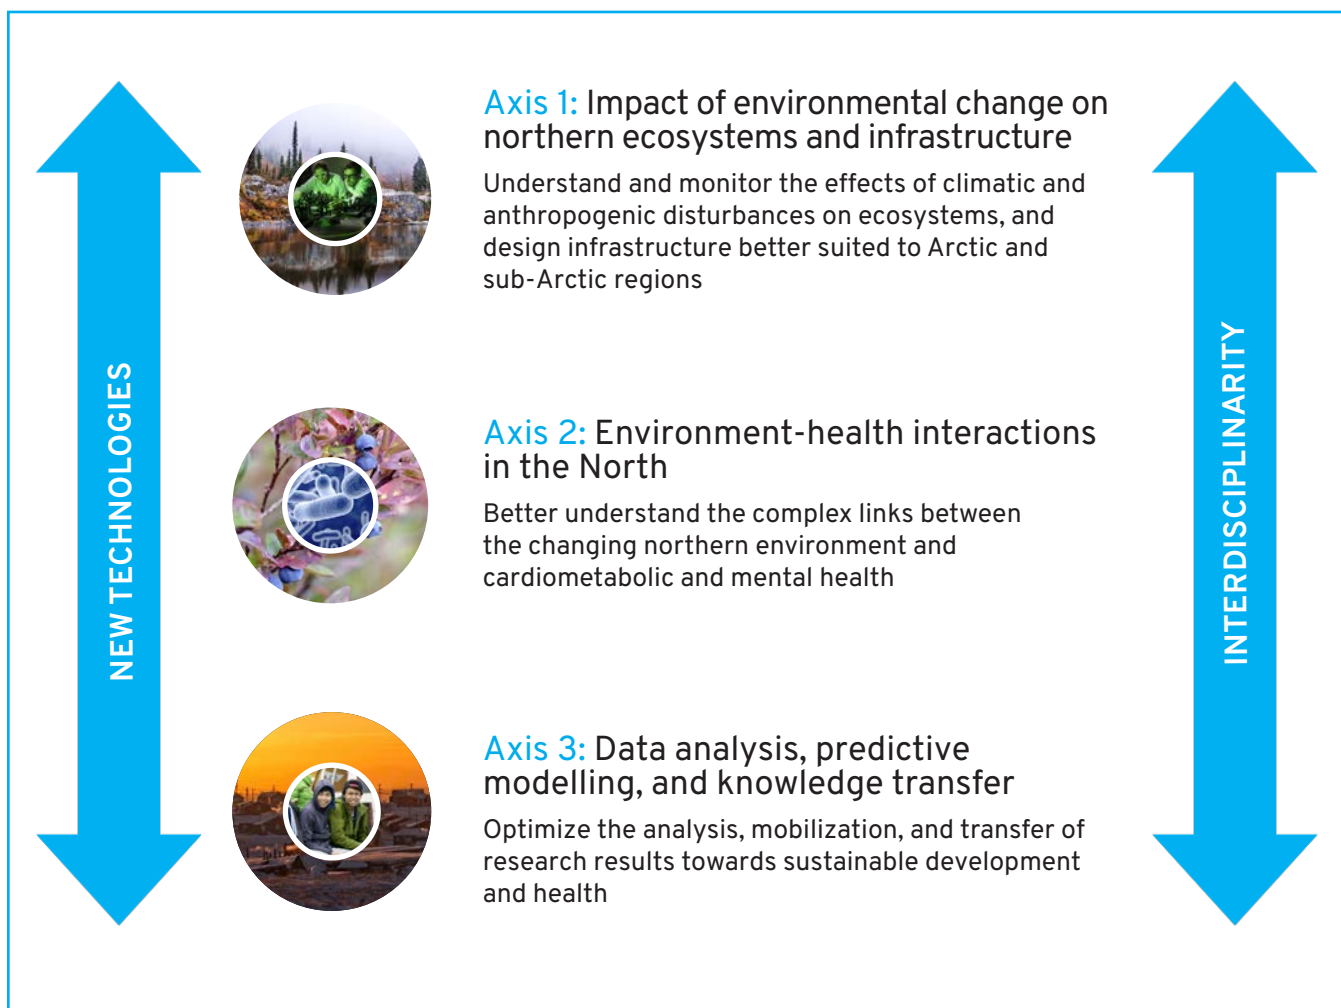 Axis 1: Impact of environmental change on
northern ecosystems and infrastructure
Understand and monitor the effects of climatic and
anthropogenic disturbances on ecosystems, and
design infrastructure better suited to Arctic and
sub-Arctic regions
NEW TECHNOLOGIES
INTERDISCIPLINARITY
Axis 2: Environment-health interactions
in the North
Better understand the complex links between
the changing northern environment and
cardiometabolic and mental health
Axis 3: Data analysis, predictive
modelling, and knowledge transfer
Optimize the analysis, mobilization, and transfer of
research results towards sustainable development
and health